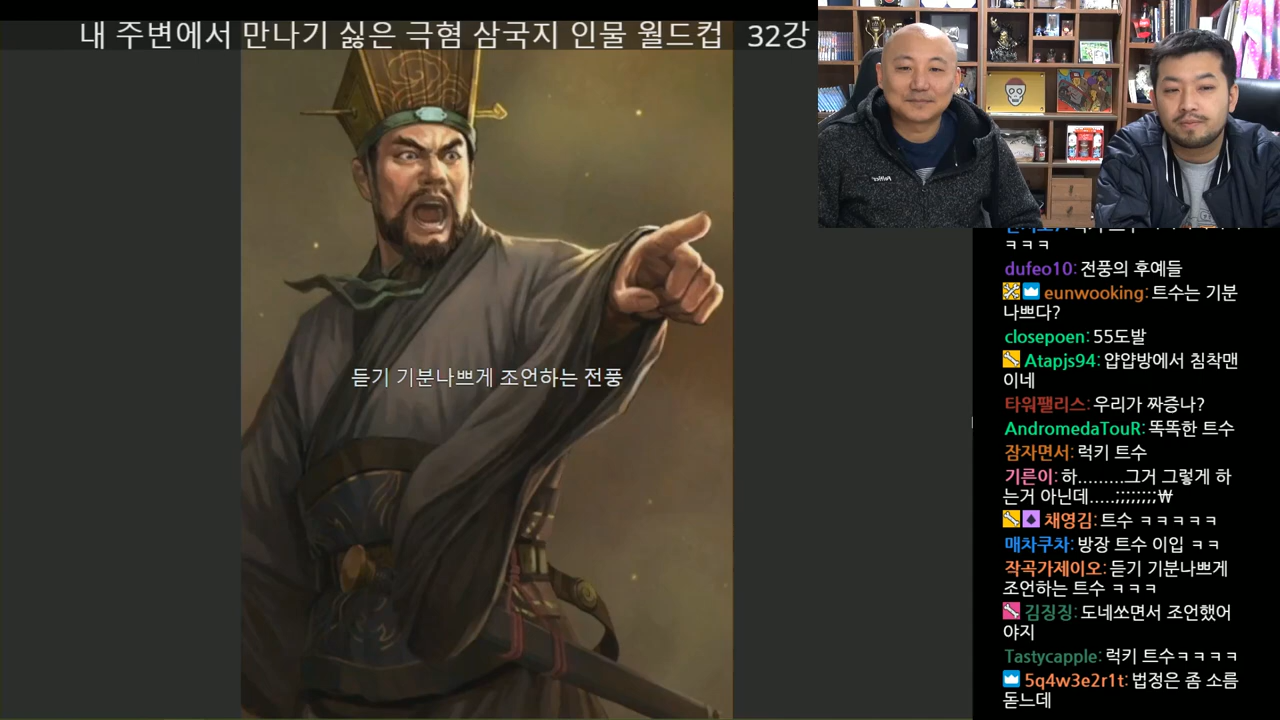 내 주변에서 만나기 싫은 극혐 삼국지 인물 월드컵 32강
듣기 기분나쁘게 조언하는 전풍
ㅋㅋㅋ
dufeo10: 전풍의 후예들
eunwooking: 트수는 기분
나쁘다?
closepoen: 55도발
Atapjs94: 얍얍방에서 침착맨
이네
타워팰리스: 우리가 짜증나?
AndromedaTouR: 똑똑한 트수
잠자면서: 럭키 트수
기른이: 하.........그거 그렇게 하
는거 아닌데.....;;;;;;;;₩
채영김: 트수 ㅋㅋㅋㅋㅋ
매차쿠차: 방장 트수 이입 ㅋㅋ
작곡가제이오: 듣기 기분나쁘게
조언하는 트수 ㅋㅋㅋ
김징징: 도네쏘면서 조언했어
야지
Tastycapple: 럭키 트수ㅋㅋㅋㅋ
5q4w3e2r1t: 법정은 좀 소름
돋느데